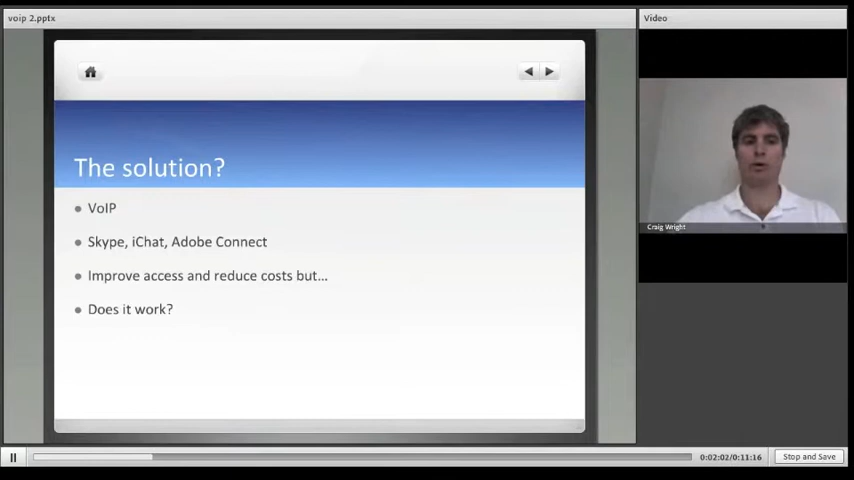 voip 2.pptx
Video
The solution?
VoIP
Skype, iChat, Adobe Connect
Improve access and reduce costs but...
Does it work?
Craig Wright
0:02:02/0:11:16
Stop and Save